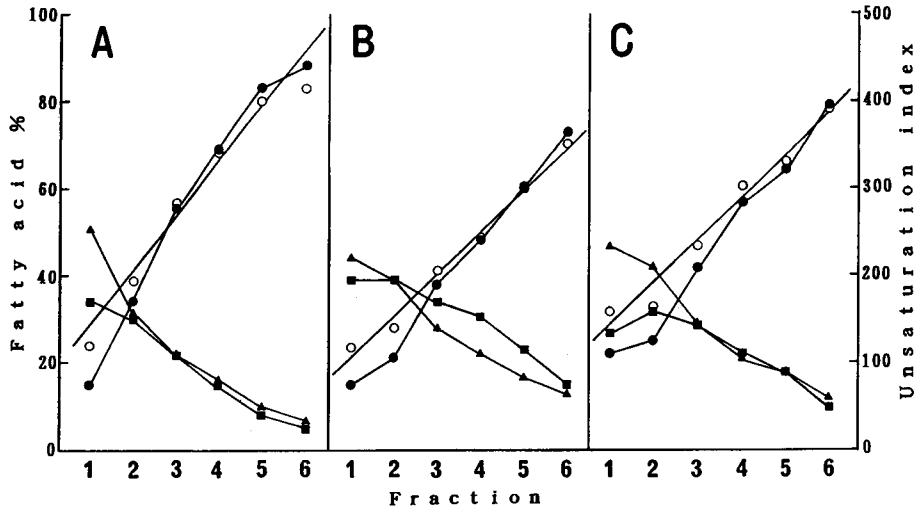 Fatty acid %
100
80
60
40
20
0
A
B
C
500
400
300
200
100
0
Unsaturation index
1 2 3 4 5 6 1 2 3 4 5 6 1 2 3 4 5 6
Fraction